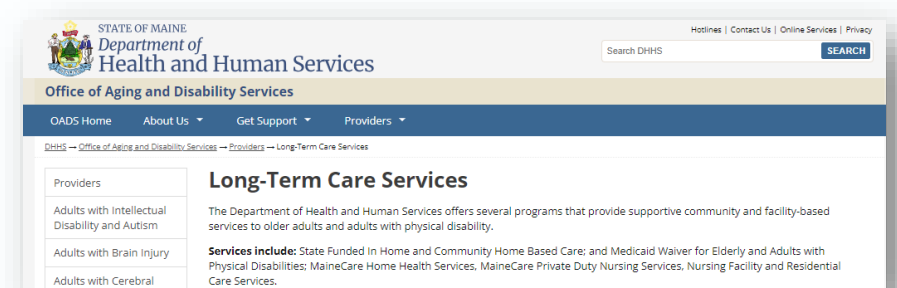 STATE OF MAINE
Department of
Health and Human Services
Hotlines | Contact Us | Online Services | Privacy
Search DHHS
SEARCH
Office of Aging and Disability Services
OADS Home About Us Get Support Providers
DHHS → Office of Aging and Disability Services → Providers → Long-Term Care Services
Providers
Adults with Intellectual
Disability and Autism
Adults with Brain Injury
Adults with Cerebral
Long-Term Care Services
The Department of Health and Human Services offers several programs that provide supportive community and facility-based
services to older adults and adults with physical disability.
Services include: State Funded In Home and Community Home Based Care; and Medicaid Waiver for Elderly and Adults with
Physical Disabilities; MaineCare Home Health Services, MaineCare Private Duty Nursing Services, Nursing Facility and Residential
Care Services.